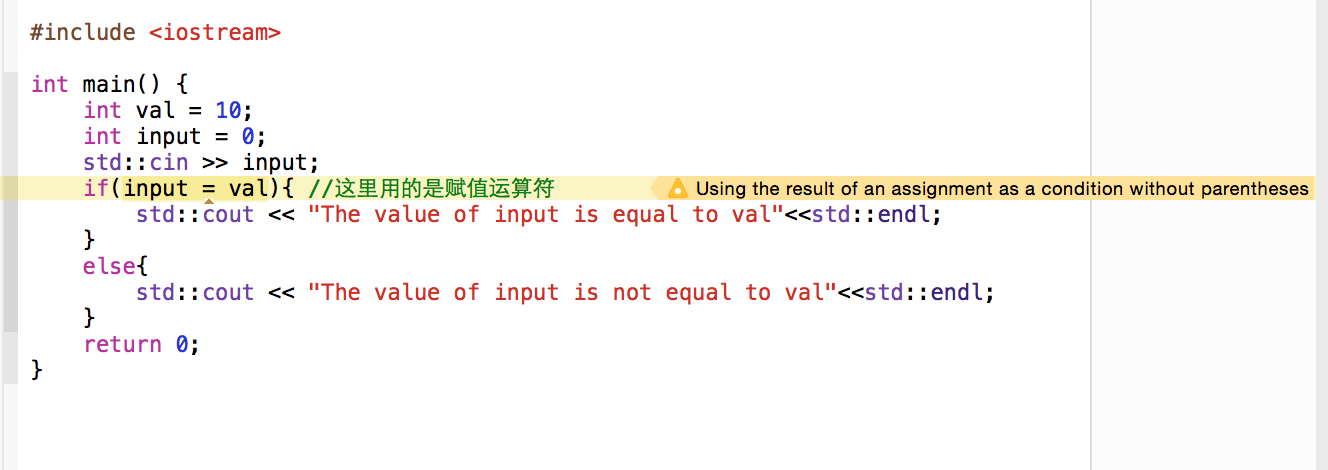 #include <iostream>
int main() {
    int val = 10;
    int input = 0;
    std::cin >> input;
    if(input = val){ //这里用的是赋值运算符 Using the result of an assignment as a condition without parentheses
        std::cout << "The value of input is equal to val"<<std::endl;
    }
    else{
        std::cout << "The value of input is not equal to val"<<std::endl;
    }
    return 0;
}